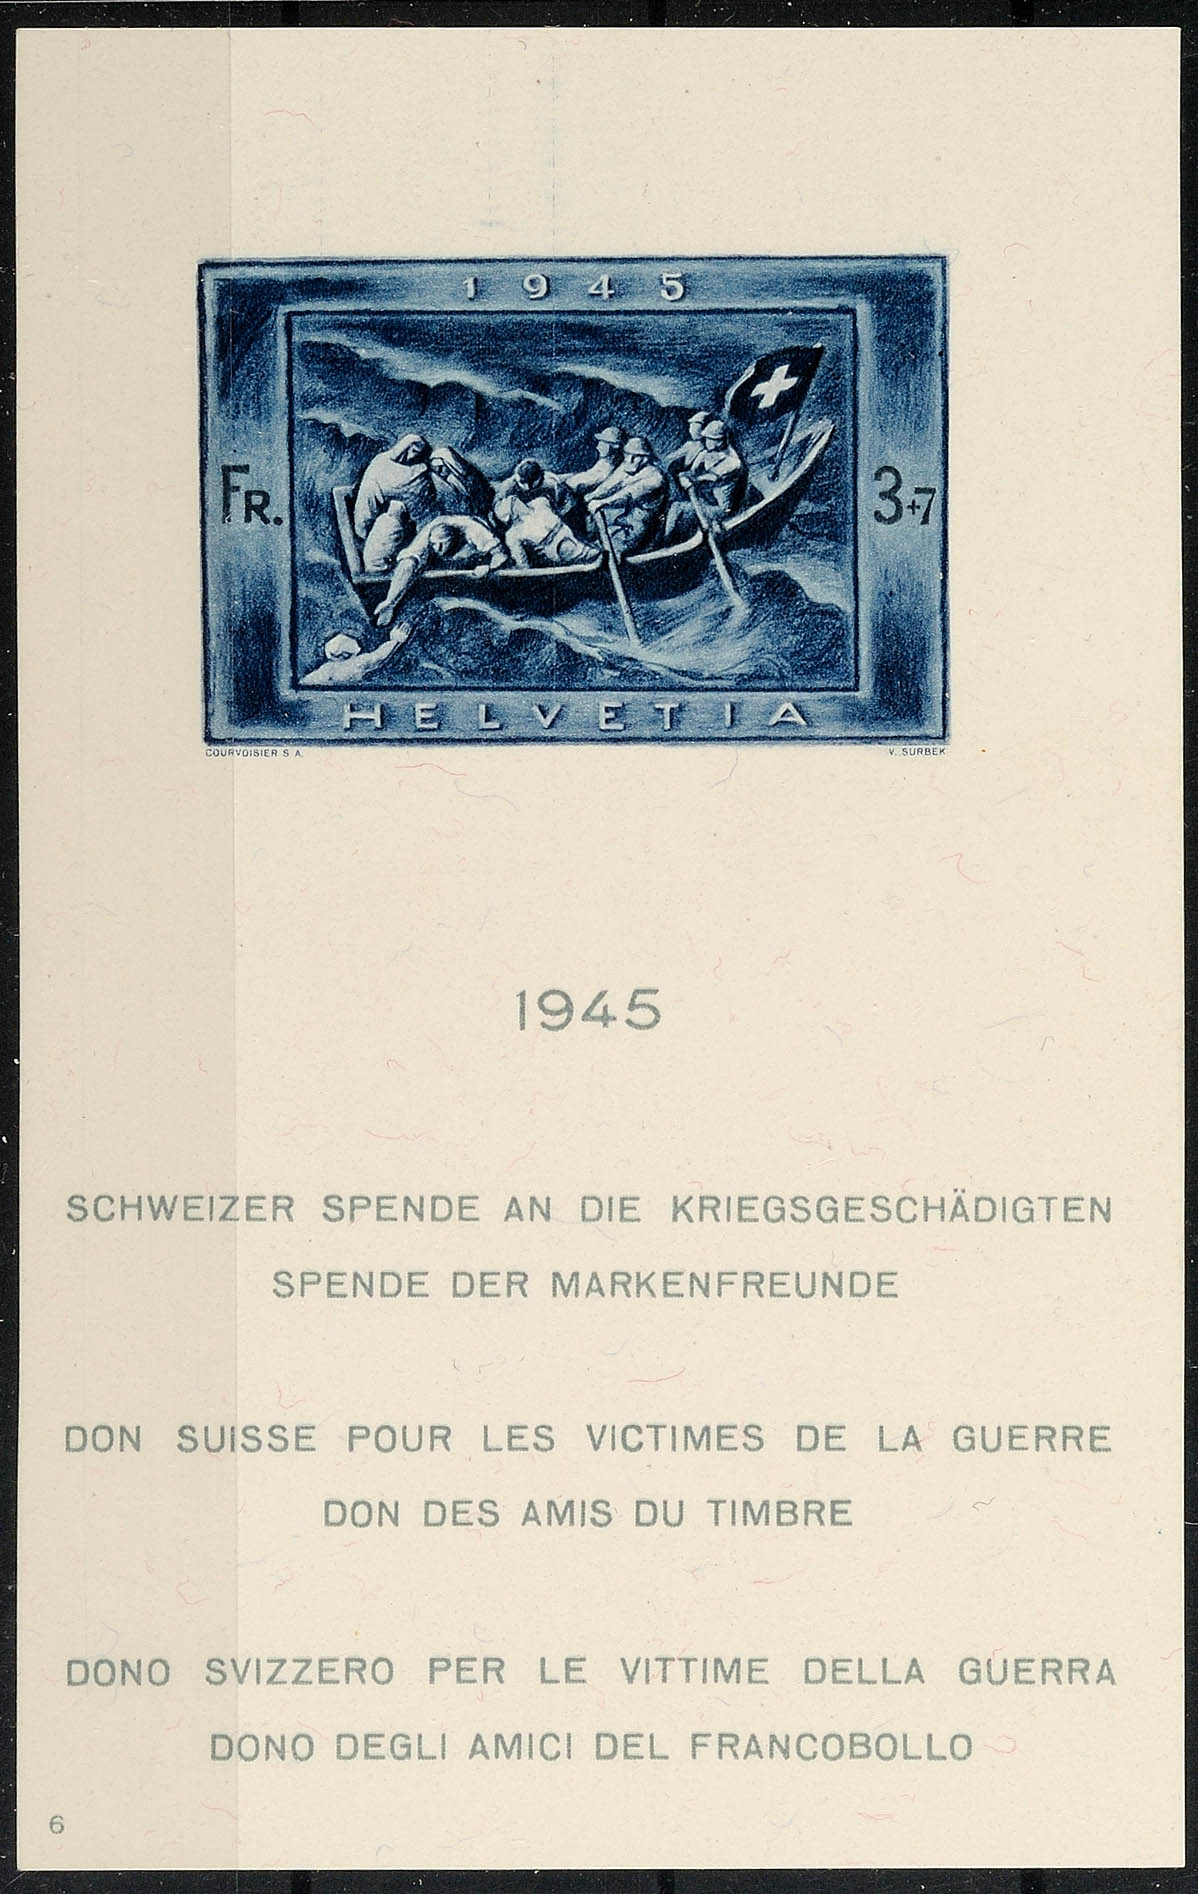 1945
FR. 3+7
HELVETIA
COURVOISIER S A. V. SURBEK
1945
SCHWEIZER SPENDE AN DIE KRIEGSGESCHÄDIGTEN
SPENDE DER MARKENFREUNDE
DON SUISSE POUR LES VICTIMES DE LA GUERRE
DON DES AMIS DU TIMBRE
DONO SVIZZERO PER LE VITTIME DELLA GUERRA
DONO DEGLI AMICI DEL FRANCOBOLLO
6